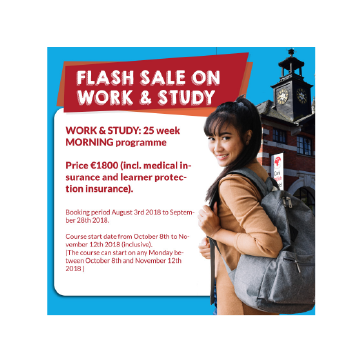 FLASH SALE ON
WORK & STUDY
WORK & STUDY: 25 week
MORNING programme
Price €1800 (incl. medical in-
surance and learner protec-
tion insurance).
Booking period August 3rd 2018 to Septem-
ber 28th 2018.
Course start date from October 8th to No-
vember 12th 2018 (inclusive).
(The course can start on any Monday be-
tween October 8th and November 12th
2018)